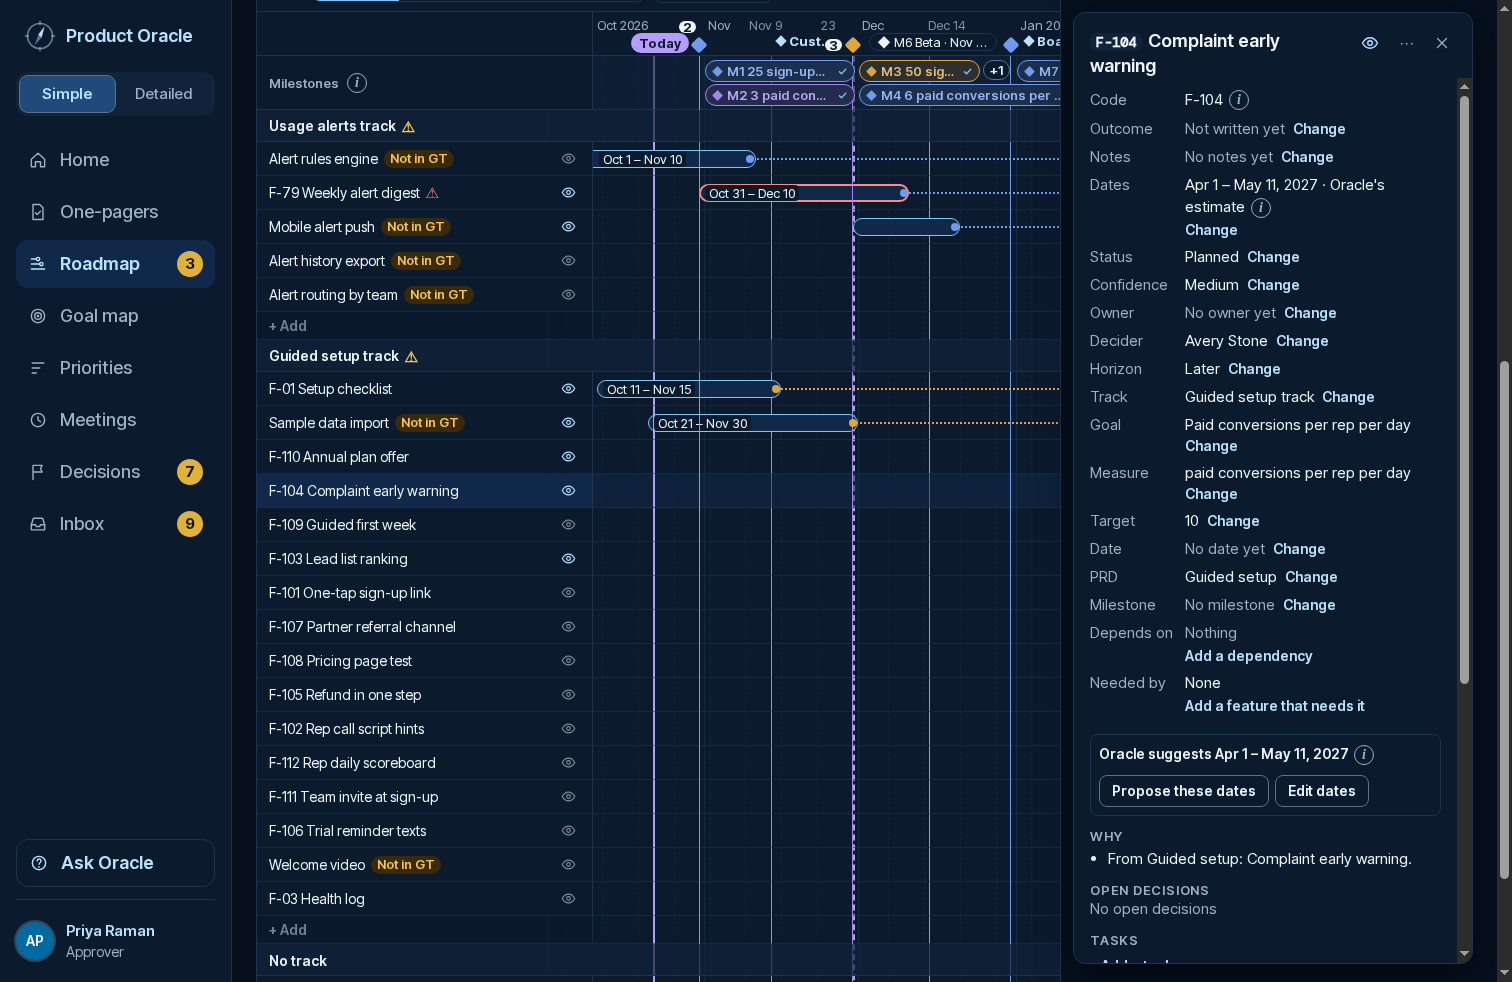 Product Oracle
Simple
Detailed
Home
One-pagers
Roadmap
3
Goal map
Priorities
Meetings
Decisions
7
Inbox
9
Ask Oracle
AP
Priya Raman
Approver
Oct 2026
2
Nov
Nov 9
23
Dec
Dec 14
Jan 20
Today
Cust.
3
M6 Beta · Nov ...
Boa
Milestones
M1 25 sign-up...
M3 50 sig...
+1
M7
M2 3 paid con...
M4 6 paid conversions per ...
Usage alerts track
Alert rules engine Not in GT
Oct 1 – Nov 10
F-79 Weekly alert digest
Oct 31 – Dec 10
Mobile alert push Not in GT
Alert history export Not in GT
Alert routing by team Not in GT
+ Add
Guided setup track
F-01 Setup checklist
Oct 11 – Nov 15
Sample data import Not in GT
Oct 21 – Nov 30
F-110 Annual plan offer
F-104 Complaint early warning
F-109 Guided first week
F-103 Lead list ranking
F-101 One-tap sign-up link
F-107 Partner referral channel
F-108 Pricing page test
F-105 Refund in one step
F-102 Rep call script hints
F-112 Rep daily scoreboard
F-111 Team invite at sign-up
F-106 Trial reminder texts
Welcome video Not in GT
F-03 Health log
+ Add
No track
F-104 Complaint early
warning
Code F-104
Outcome Not written yet Change
Notes No notes yet Change
Dates Apr 1 – May 11, 2027 · Oracle's
estimate
Change
Status Planned Change
Confidence Medium Change
Owner No owner yet Change
Decider Avery Stone Change
Horizon Later Change
Track Guided setup track Change
Goal Paid conversions per rep per day
Change
Measure paid conversions per rep per day
Change
Target 10 Change
Date No date yet Change
PRD Guided setup Change
Milestone No milestone Change
Depends on Nothing
Add a dependency
Needed by None
Add a feature that needs it
Oracle suggests Apr 1 – May 11, 2027
Propose these dates
Edit dates
WHY
• From Guided setup: Complaint early warning.
OPEN DECISIONS
No open decisions
TASKS